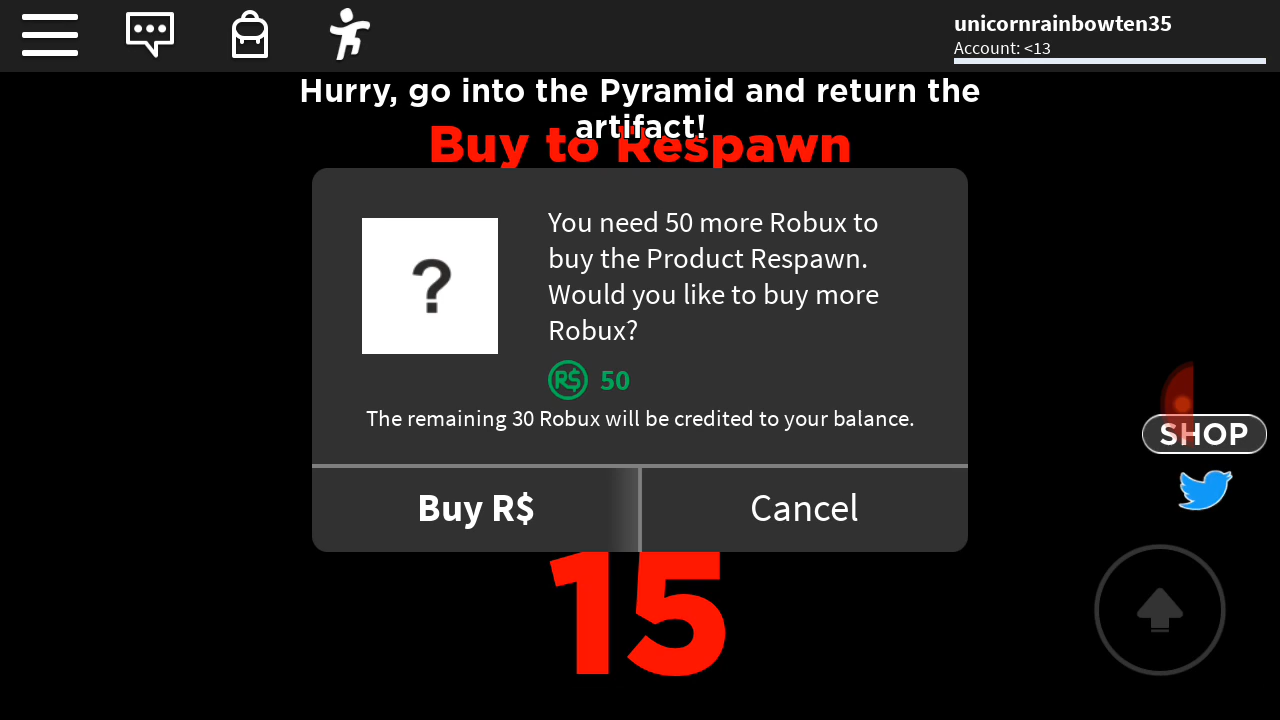 unicornrainbowten35
Account: <13
Hurry, go into the Pyramid and return the
artifact!
Buy to Respawn
?
You need 50 more Robux to
buy the Product Respawn.
Would you like to buy more
Robux?
R$ 50
The remaining 30 Robux will be credited to your balance.
Buy R$
Cancel
SHOP
15